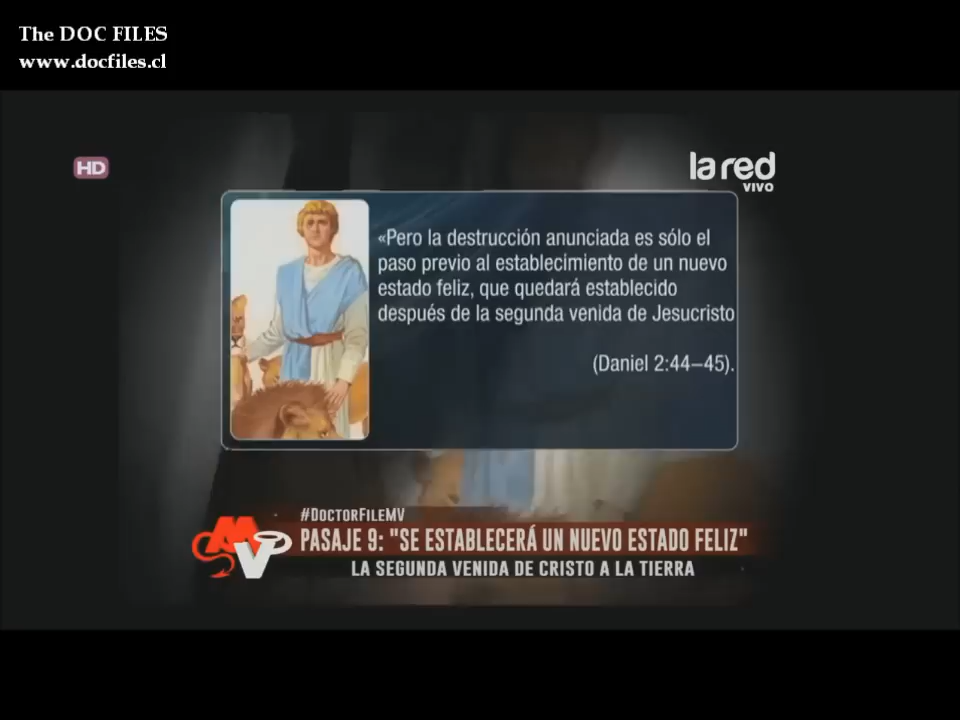 The DOC FILES
www.docfiles.cl
HD
la red
VIVO
«Pero la destrucción anunciada es sólo el
paso previo al establecimiento de un nuevo
estado feliz, que quedará establecido
después de la segunda venida de Jesucristo
(Daniel 2:44–45).
#DOCTORFILEMV
MV
PASAJE 9: "SE ESTABLECERÁ UN NUEVO ESTADO FELIZ"
LA SEGUNDA VENIDA DE CRISTO A LA TIERRA